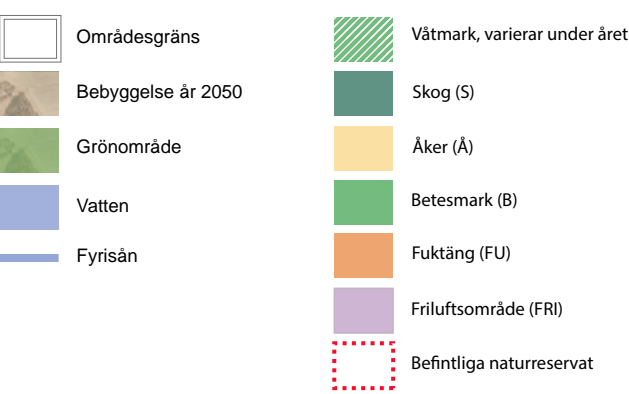 Områdesgräns
Bebyggelse år 2050
Grönområde
Vatten
Fyrisån
Våtmark, varierar under året
Skog (S)
Åker (Å)
Betesmark (B)
Fuktäng (FU)
Friluftsområde (FRI)
Befintliga naturreservat